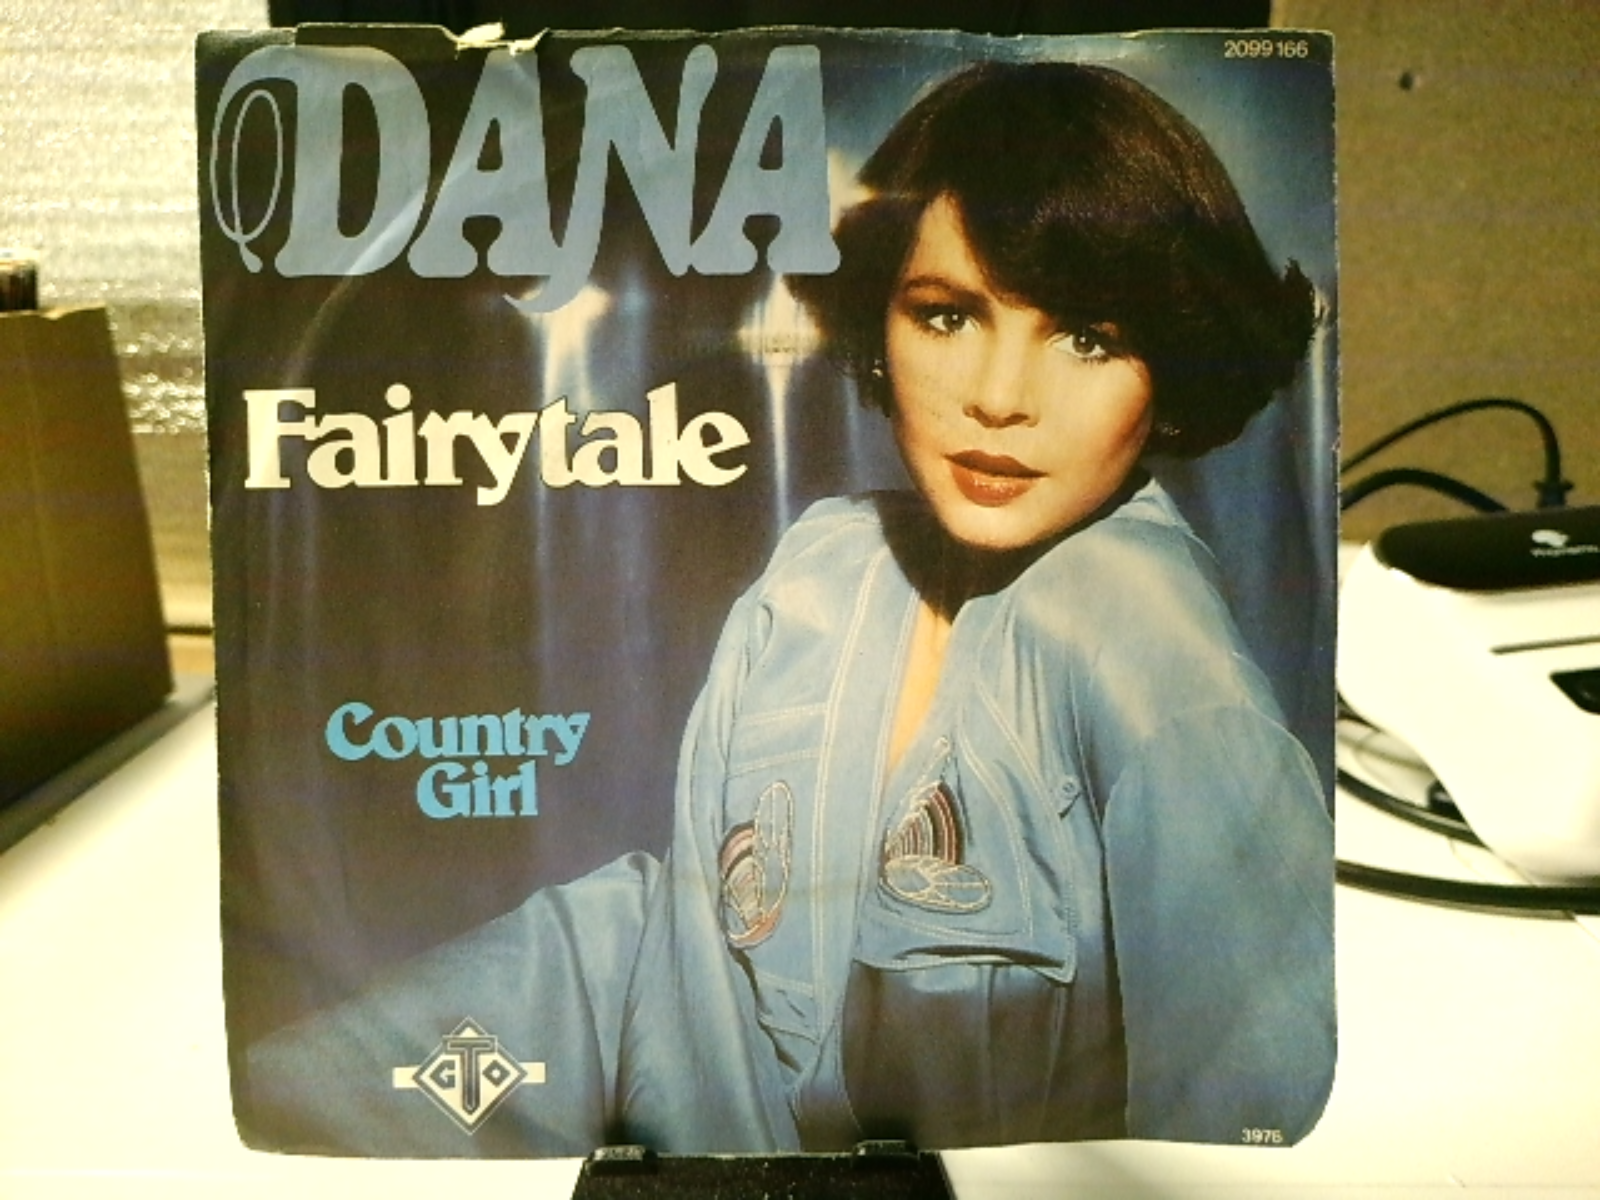 DANA
2099 166
Fairytale
Country
Girl
GTO
3976